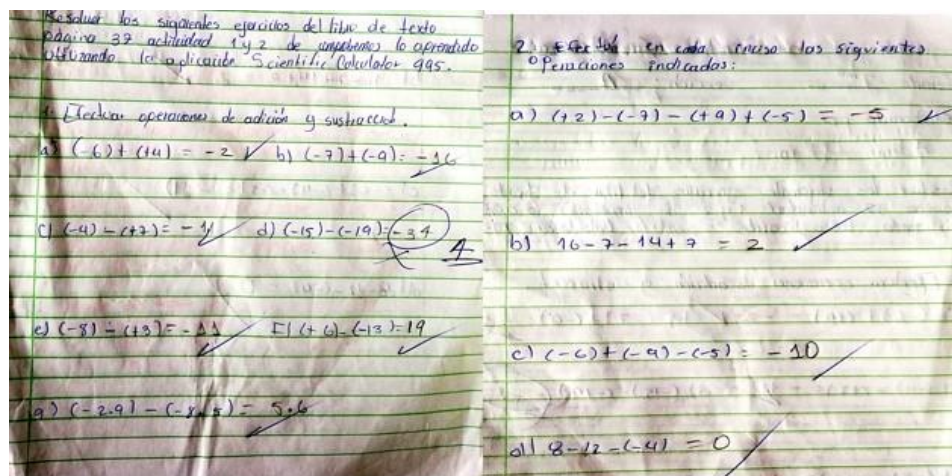 Resolver los siguientes ejercicios del libro de texto
página 37 actividad 1 y 2 de lo aprendido
utilizando la aplicación Scientific Calculator 995.
1. Efectúa operaciones de adición y sustracción.
a) (-6) + (+4) = -2 b) (-7) + (-9) = -16
c) (-4) - (+7) = -11 d) (-15) - (-19) = -34
4
e) (-8) - (+3) = -11 F) (+6) - (-13) = 19
g) (-2.9) - (-8.5) = 5.6
2. Efectúa en cada inciso las siguientes
Operaciones indicadas:
a) (+2) - (-7) - (+9) + (-5) = -5
b) 16 - 7 - 14 + 7 = 2
c) (-6) + (-9) - (-5) = -10
d) 8 - 12 - (-4) = 0